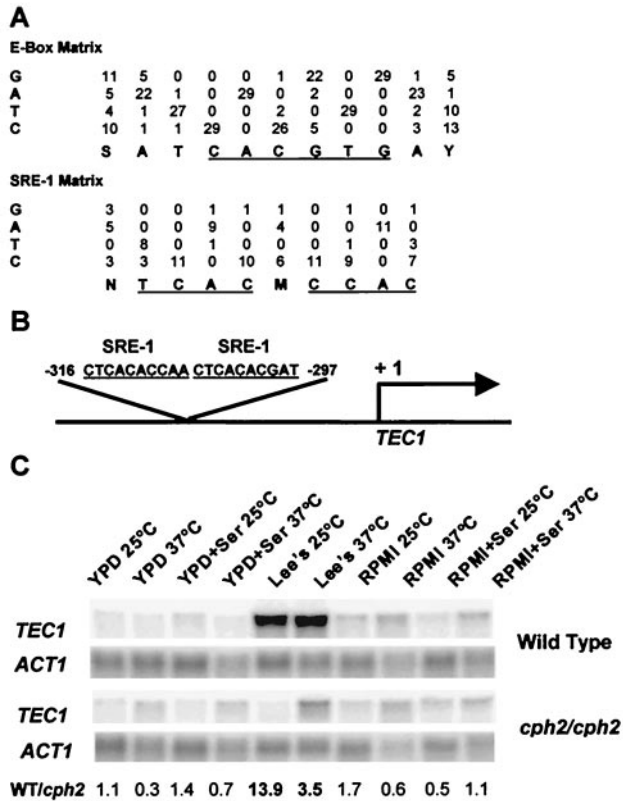 A
E-Box Matrix
G 11 5 0 0 0 1 22 0 29 1 5
A 5 22 1 0 29 0 2 0 0 23 1
T 4 1 27 0 0 2 0 29 0 2 10
C 10 1 1 29 0 26 5 0 0 3 13
S A T C A C G T G A Y
SRE-1 Matrix
G 3 0 0 1 1 1 0 1 0 1
A 5 0 0 9 0 4 0 0 11 0
T 0 8 0 1 0 0 0 1 0 3
C 3 3 11 0 10 6 11 9 0 7
N T C A C M C C A C
B
SRE-1 SRE-1
-316 CTCACACCAA CTCACACGAT -297
+ 1
TEC1
C
YPD 25°C
YPD 37°C
YPD+Ser 25°C
YPD+Ser 37°C
Lee's 25°C
Lee's 37°C
RPMI 25°C
RPMI 37°C
RPMI+Ser 25°C
RPMI+Ser 37°C
TEC1
Wild Type
ACT1
TEC1
cph2/cph2
ACT1
WT/cph2 1.1 0.3 1.4 0.7 13.9 3.5 1.7 0.6 0.5 1.1